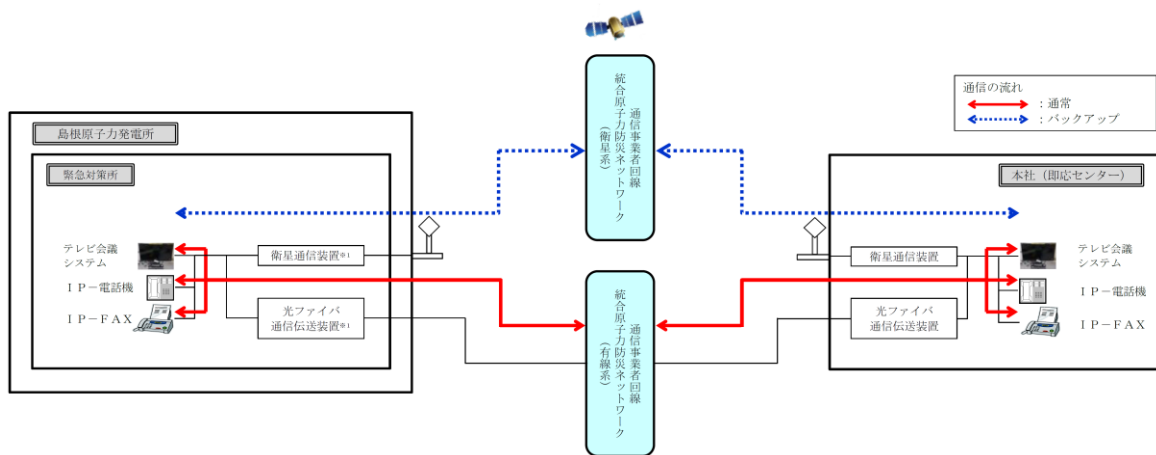 通信事業者回線
統合原子力防災ネットワーク
(衛星系)
通信の流れ
:通常
:バックアップ
島根原子力発電所
緊急対策所
テレビ会議
システム
IP-電話機
IP-FAX
衛星通信装置※1
光ファイバ
通信伝送装置※1
通信事業者回線
統合原子力防災ネットワーク
(有線系)
本社(即応センター)
衛星通信装置
光ファイバ
通信伝送装置
テレビ会議
システム
IP-電話機
IP-FAX